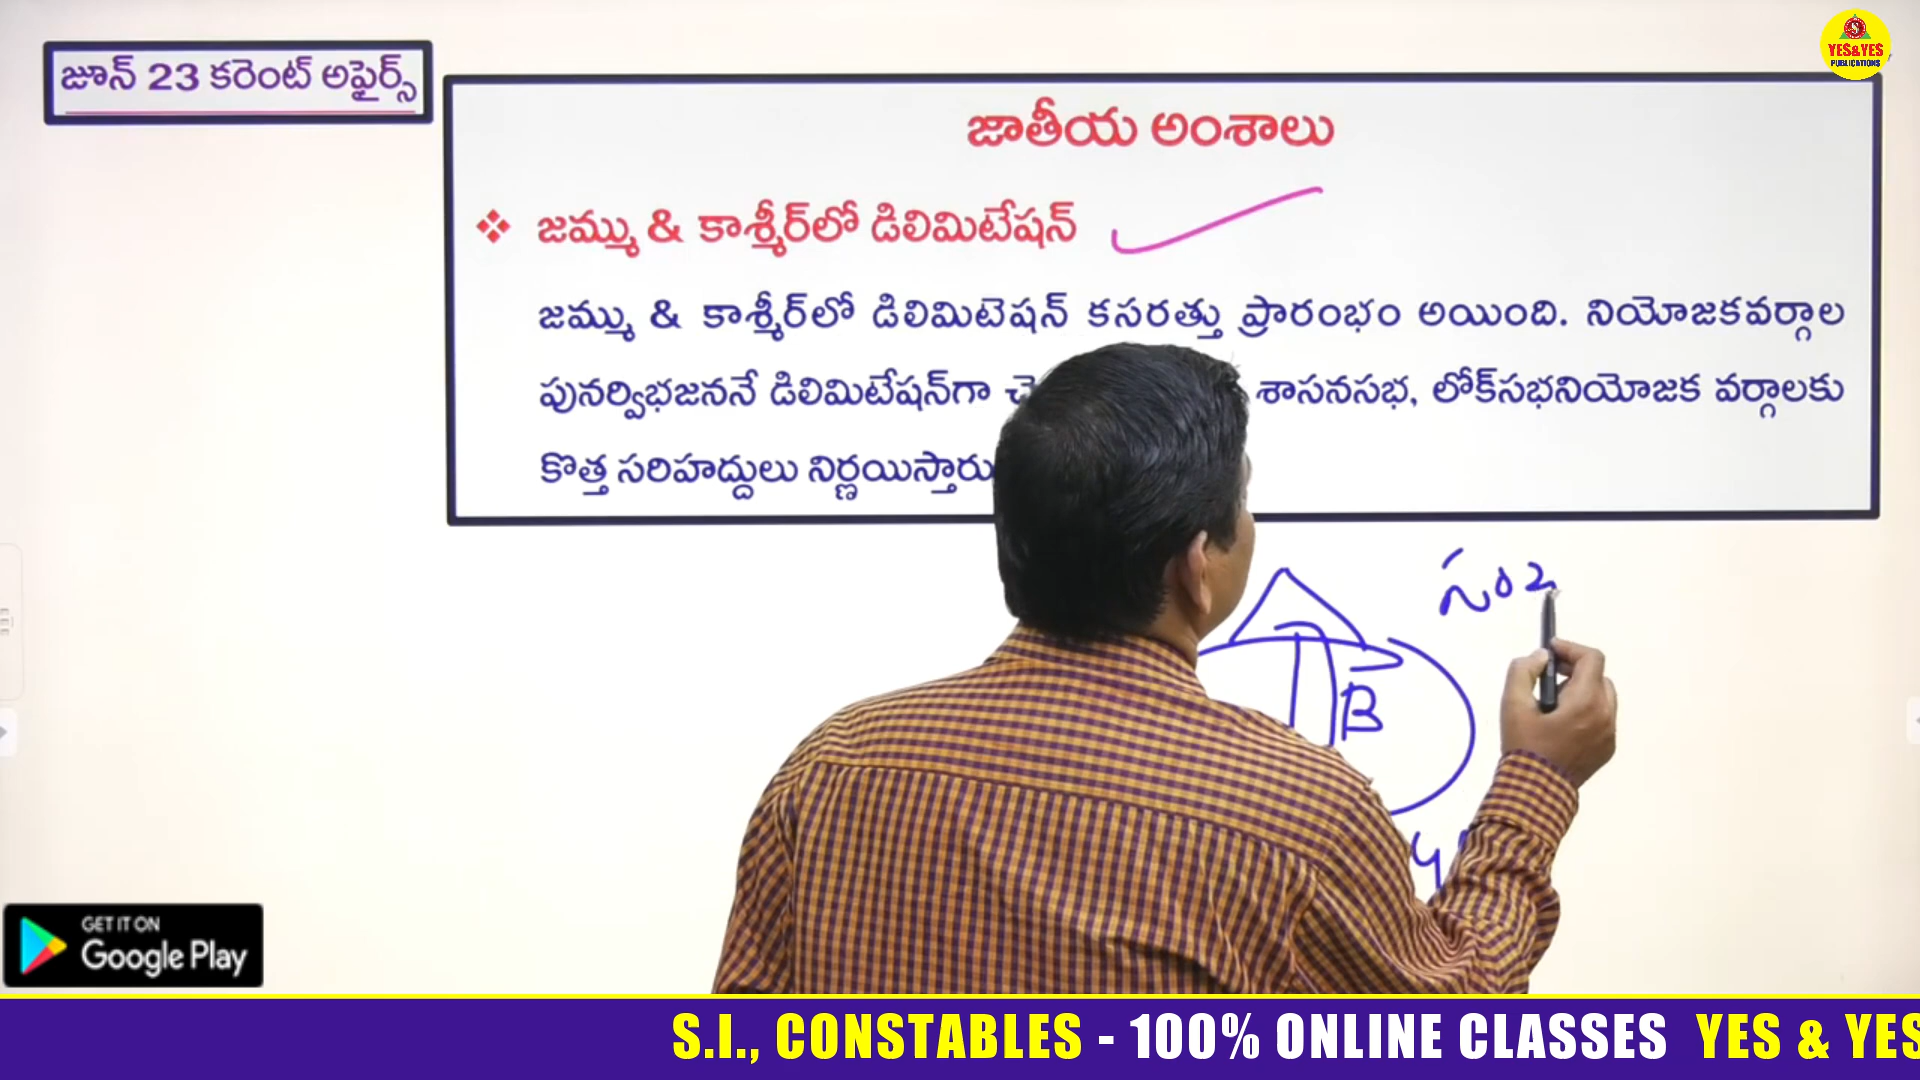 జూన్ 23 కరెంట్ అఫైర్స్
YES&YES
PUBLICATIONS
జాతీయ అంశాలు
❖ జమ్ము & కాశ్మీర్‌లో డిలిమిటేషన్
జమ్ము & కాశ్మీర్‌లో డిలిమిటెషన్ కసరత్తు ప్రారంభం అయింది. నియోజకవర్గాల
పునర్విభజననే డిలిమిటేషన్‌గా శాసనసభ, లోక్‌సభనియోజక వర్గాలకు
కొత్త సరిహద్దులు నిర్ణయిస్తారు
B
GET IT ON
Google Play
S.I., CONSTABLES - 100% ONLINE CLASSES YES & YES